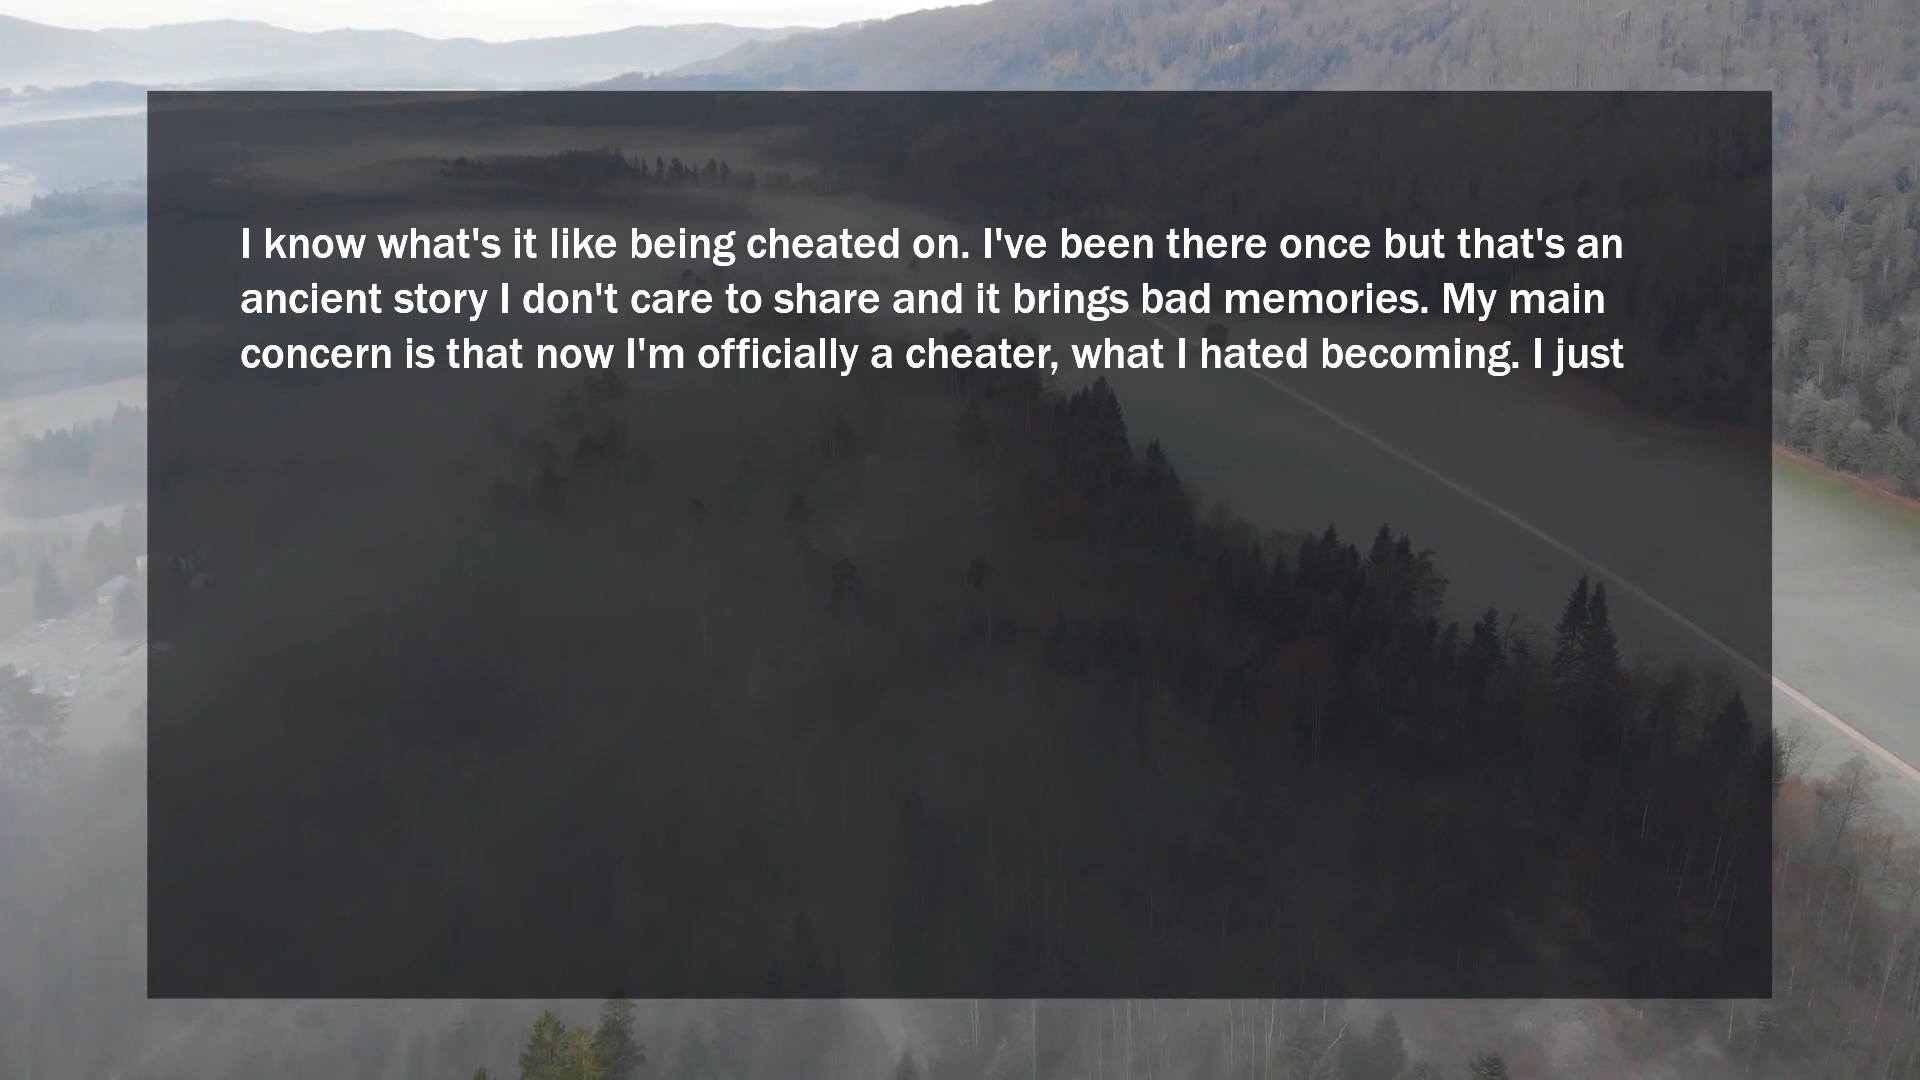 I know what's it like being cheated on. I've been there once but that's an
ancient story I don't care to share and it brings bad memories. My main
concern is that now I'm officially a cheater, what I hated becoming. I just